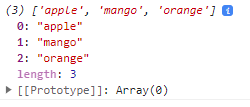 (3) ['apple', 'mango', 'orange'] i
0: "apple"
1: "mango"
2: "orange"
length: 3
▶ [[Prototype]]: Array(0)